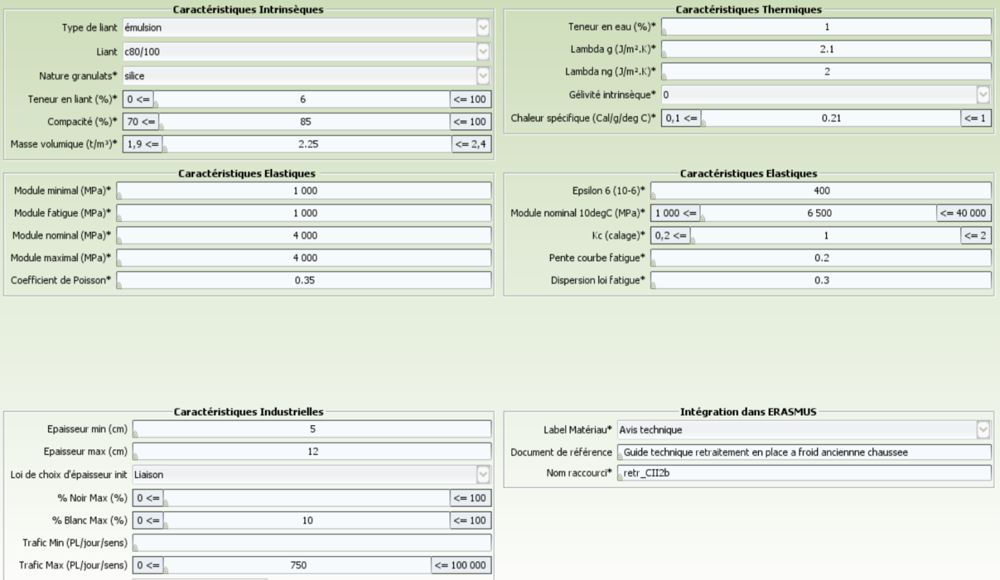 Caractéristiques Intrinsèques
Type de liant émulsion
Liant c80/100
Nature granulats* silice
Teneur en liant (%)* 0 <= 6 <= 100
Compacité (%)* 70 <= 85 <= 100
Masse volumique (t/m³)* 1,9 <= 2.25 <= 2,4
Caractéristiques Thermiques
Teneur en eau (%)* 1
Lambda g (J/m².K)* 2.1
Lambda ng (J/m².K)* 2
Gélivité intrinsèque* 0
Chaleur spécifique (Cal/g/deg C)* 0,1 <= 0.21 <= 1
Caractéristiques Elastiques
Module minimal (MPa)* 1 000
Module fatigue (MPa)* 1 000
Module nominal (MPa)* 4 000
Module maximal (MPa)* 4 000
Coefficient de Poisson* 0.35
Caractéristiques Elastiques
Epsilon 6 (10-6)* 400
Module nominal 10degC (MPa)* 1 000 <= 6 500 <= 40 000
Kc (calage)* 0,2 <= 1 <= 2
Pente courbe fatigue* 0.2
Dispersion loi fatigue* 0.3
Caractéristiques Industrielles
Epaisseur min (cm) 5
Epaisseur max (cm) 12
Loi de choix d'épaisseur init Liaison
% Noir Max (%) 0 <= <= 100
% Blanc Max (%) 0 <= 10 <= 100
Trafic Min (PL/jour/sens)
Trafic Max (PL/jour/sens) 0 <= 750 <= 100 000
Intégration dans ERASMUS
Label Matériau* Avis technique
Document de référence Guide technique retraitement en place a froid anciennne chaussee
Nom raccourci* retr_CII2b